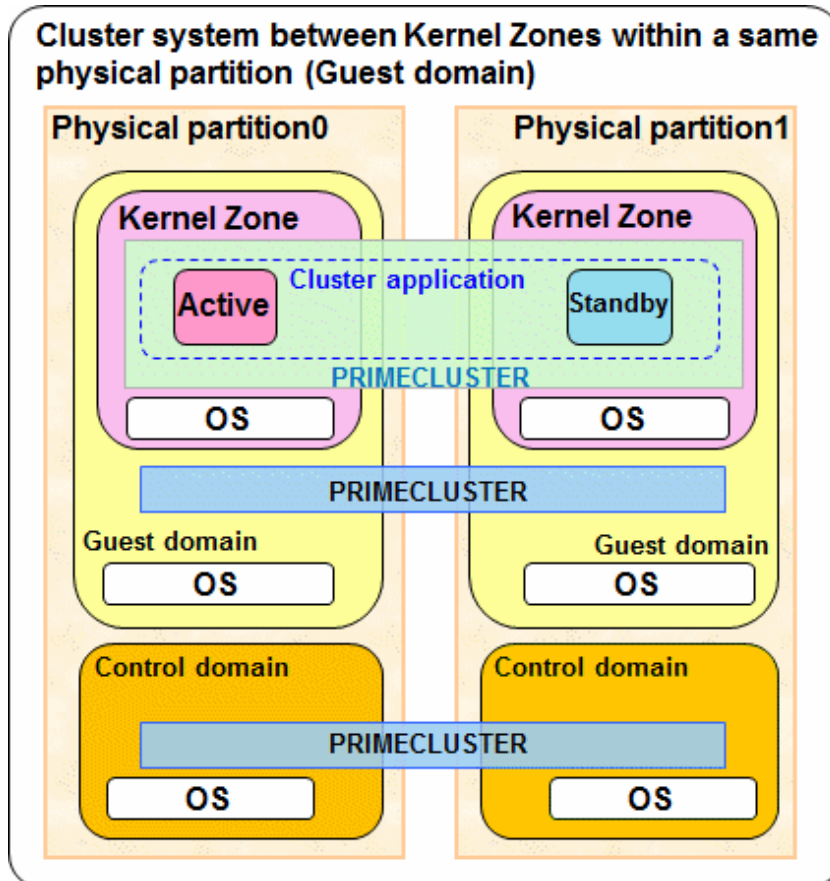 Cluster system between Kernel Zones within a same
physical partition (Guest domain)
Physical partition0
Physical partition1
Kernel Zone
Kernel Zone
Cluster application
Active
Standby
PRIMECLUSTER
OS
OS
PRIMECLUSTER
Guest domain
Guest domain
OS
OS
Control domain
Control domain
PRIMECLUSTER
OS
OS